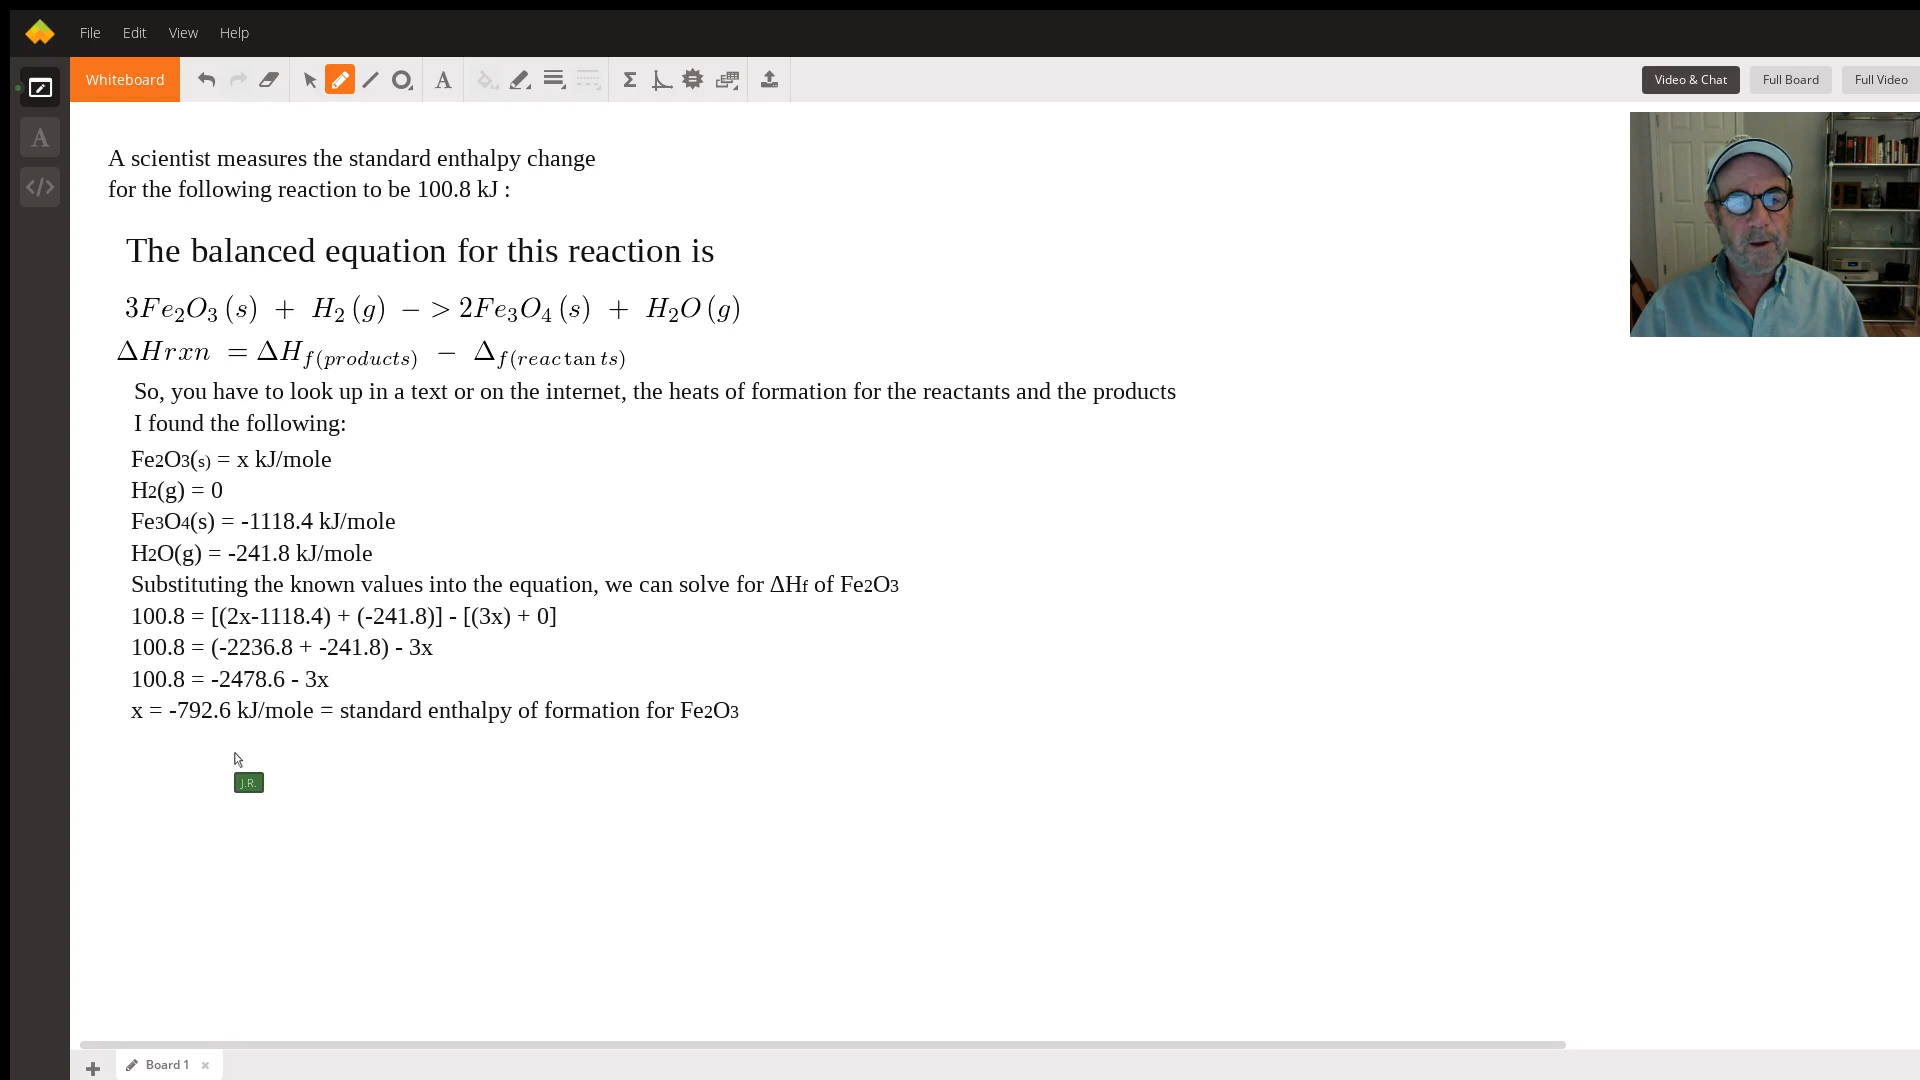 File Edit View Help
Whiteboard A Σ Video & Chat Full Board Full Video
A
</>
A scientist measures the standard enthalpy change
for the following reaction to be 100.8 kJ :
The balanced equation for this reaction is
3Fe₂O₃(s) + H₂(g) −> 2Fe₃O₄(s) + H₂O(g)
ΔHrxn = ΔH_f(products) − Δ_f(reactants)
So, you have to look up in a text or on the internet, the heats of formation for the reactants and the products
I found the following:
Fe2O3(s) = x kJ/mole
H2(g) = 0
Fe3O4(s) = -1118.4 kJ/mole
H2O(g) = -241.8 kJ/mole
Substituting the known values into the equation, we can solve for ΔHf of Fe2O3
100.8 = [(2x-1118.4) + (-241.8)] - [(3x) + 0]
100.8 = (-2236.8 + -241.8) - 3x
100.8 = -2478.6 - 3x
x = -792.6 kJ/mole = standard enthalpy of formation for Fe2O3
J.R.
Board 1